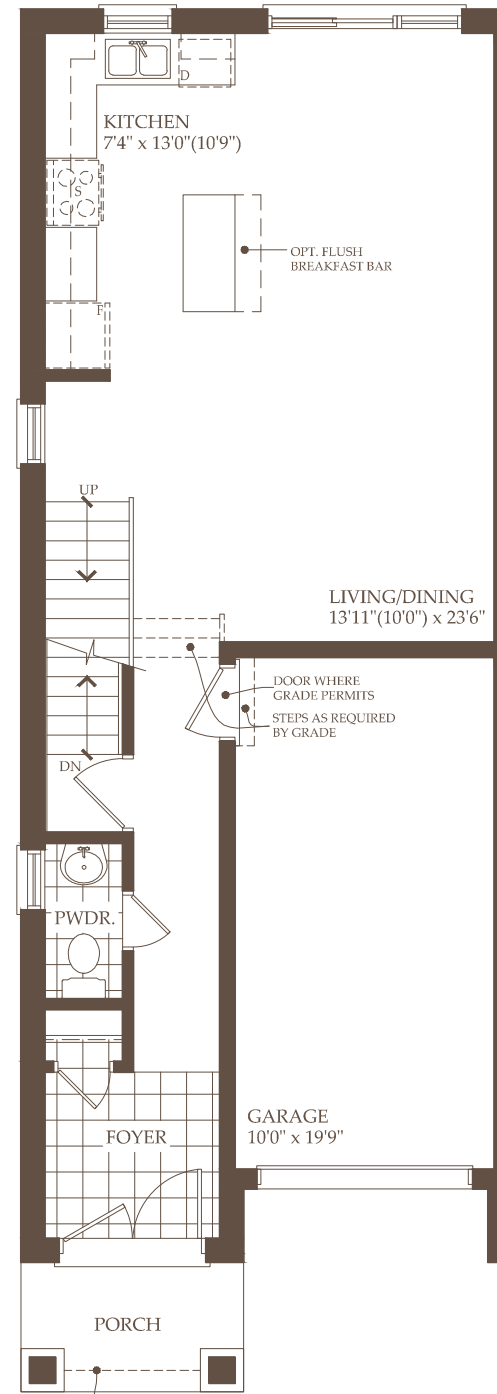 D
KITCHEN
7'4" x 13'0"(10'9")
S
OPT. FLUSH
BREAKFAST BAR
F
UP
LIVING/DINING
13'11"(10'0") x 23'6"
DOOR WHERE
GRADE PERMITS
STEPS AS REQUIRED
BY GRADE
DN
PWDR.
GARAGE
10'0" x 19'9"
FOYER
PORCH